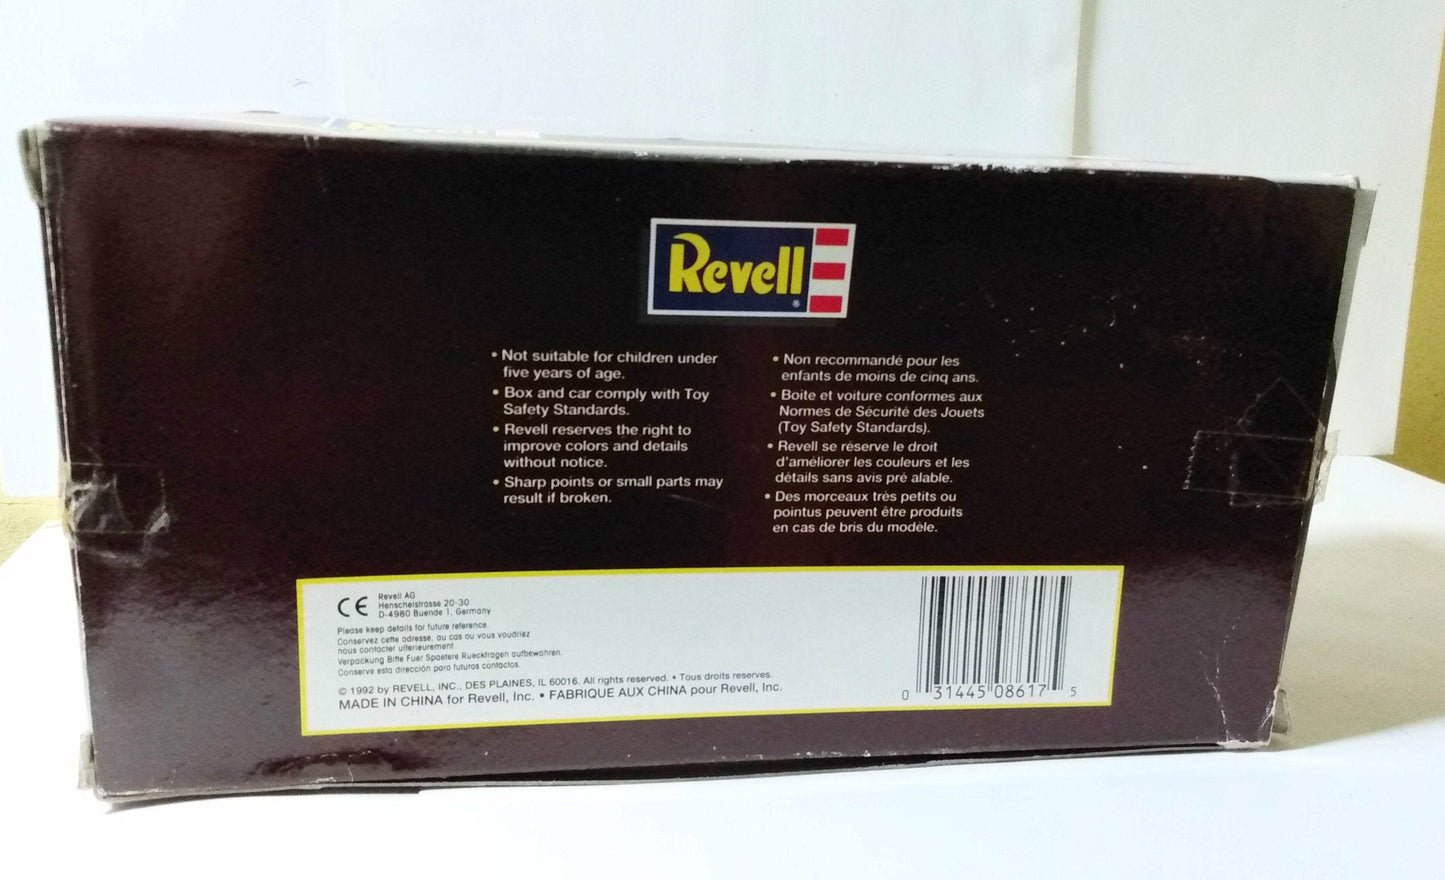 Revell
®
• Not suitable for children under
five years of age.
• Box and car comply with Toy
Safety Standards.
• Revell reserves the right to
improve colors and details
without notice.
• Sharp points or small parts may
result if broken.
• Non recommandé pour les
enfants de moins de cinq ans.
• Boite et voiture conformes aux
Normes de Sécurité des Jouets
(Toy Safety Standards).
• Revell se réserve le droit
d'améliorer les couleurs et les
détails sans avis pré alable.
• Des morceaux très petits ou
pointus peuvent être produits
en cas de bris du modèle.
CE
Revell AG
Henschelstrasse 20-30
D-4980 Buende 1, Germany
Please keep details for future reference.
Conservez cette adresse, au cas ou vous voudriez
nous contacter ulterieurement.
Verpackung Bitte Fuer Spaetere Rueckfragen aufbewahren.
Conserve esta dirección para futuros contactos.
© 1992 by REVELL, INC., DES PLAINES, IL 60016. All rights reserved. • Tous droits reserves.
MADE IN CHINA for Revell, Inc. • FABRIQUE AUX CHINA pour Revell, Inc.
0 31445 08617 5